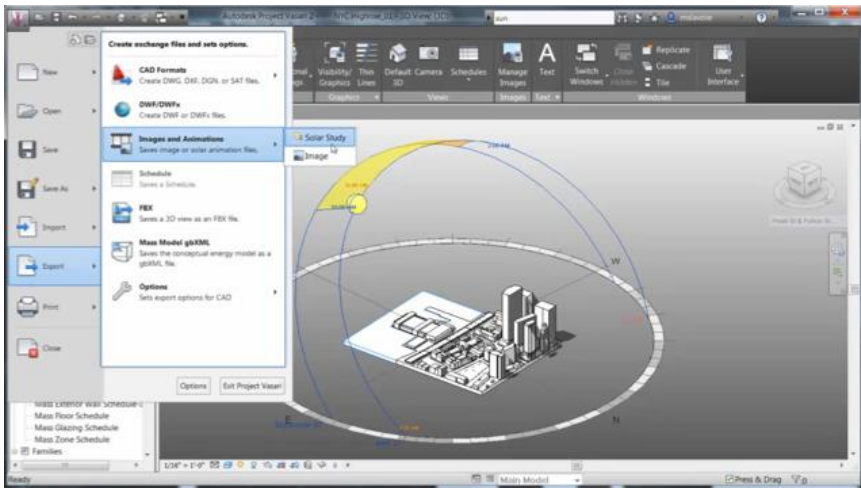 Autodesk Project Vasari 2
NYChighrise_01
3D View: {3D}
sun
mlavoie
Create exchange files and sets options.
New
Open
Save
Save As
Import
Export
Print
Close
CAD Formats
Create DWG, DXF, DGN, or SAT files.
DWF/DWFx
Create DWF or DWFx files.
Images and Animations
Saves image or solar animation files.
Schedule
Saves a Schedule.
FBX
Saves a 3D view as an FBX file.
Mass Model gbXML
Saves the conceptual energy model as a
gbXML file.
Options
Sets export options for CAD
Options
Exit Project Vasari
Solar Study
Image
Visibility/ Graphics
Thin Lines
Default 3D
Camera
Schedules
Manage Images
Text
Switch Windows
Replicate
Cascade
Tile
User Interface
Graphics
Views
Images
Text
Windows
W
N
E
Mass Exterior Wall Schedule
Mass Floor Schedule
Mass Glazing Schedule
Mass Zone Schedule
Families
1/16" = 1'-0"
Ready
Main Model
Press & Drag